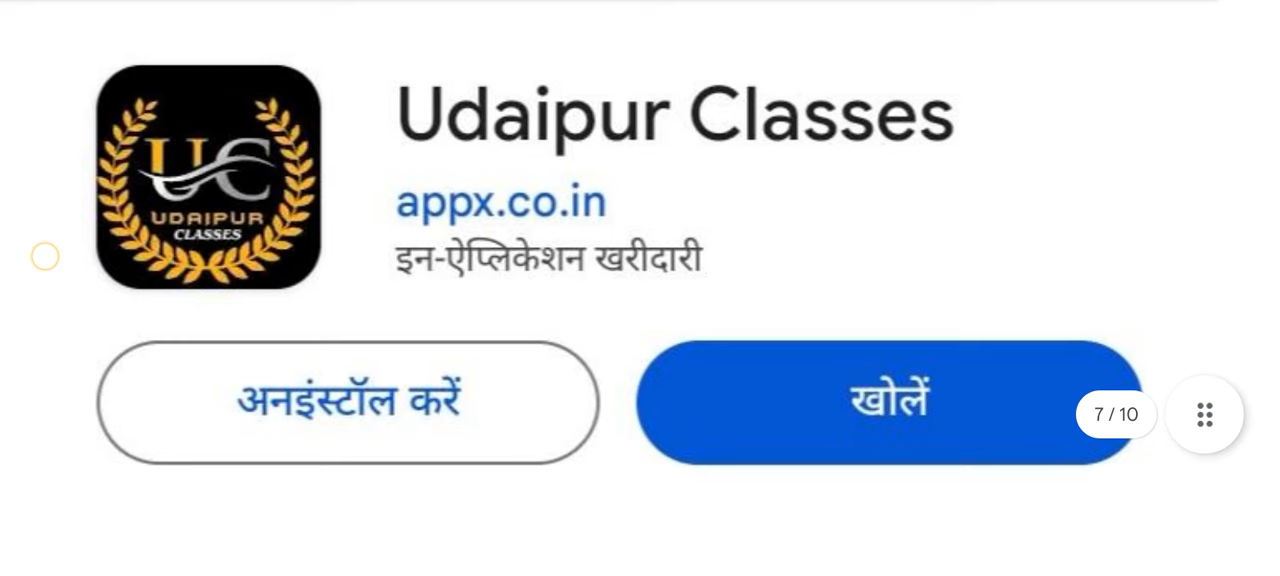 UC
UDAIPUR
CLASSES
Udaipur Classes
appx.co.in
इन-ऐप्लिकेशन खरीदारी
अनइंस्टॉल करें
खोलें
7 / 10